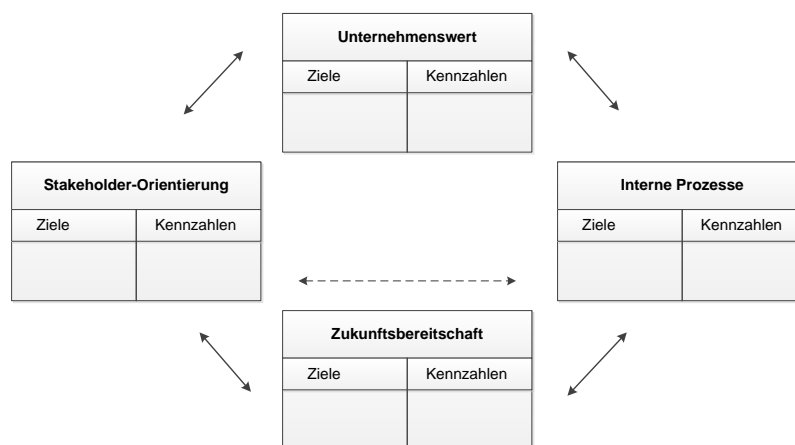 Unternehmenswert
Ziele Kennzahlen
Stakeholder-Orientierung
Ziele Kennzahlen
Interne Prozesse
Ziele Kennzahlen
Zukunftsbereitschaft
Ziele Kennzahlen